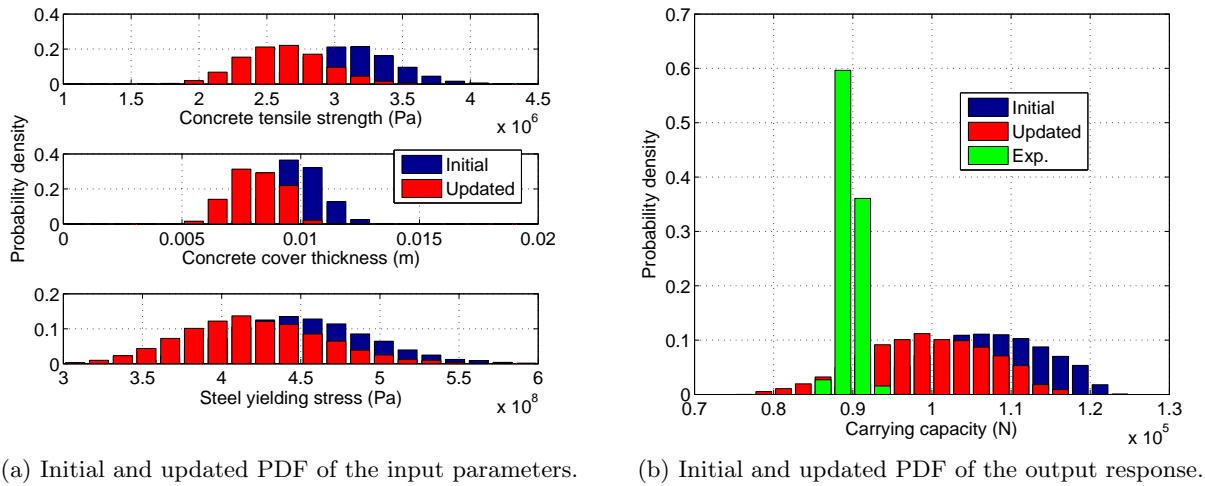 0.4
0.2
0
1 1.5 2 2.5 3 3.5 4 4.5
Concrete tensile strength (Pa)
x 10^6
Probability density
0.4
0.2
0
Initial
Updated
0 0.005 0.01 0.015 0.02
Concrete cover thickness (m)
0.2
0.1
0
3 3.5 4 4.5 5 5.5 6
Steel yielding stress (Pa)
x 10^8
(a) Initial and updated PDF of the input parameters.
0.7
0.6
0.5
0.4
0.3
0.2
0.1
0
Probability density
Initial
Updated
Exp.
0.7 0.8 0.9 1 1.1 1.2 1.3
Carrying capacity (N)
x 10^5
(b) Initial and updated PDF of the output response.